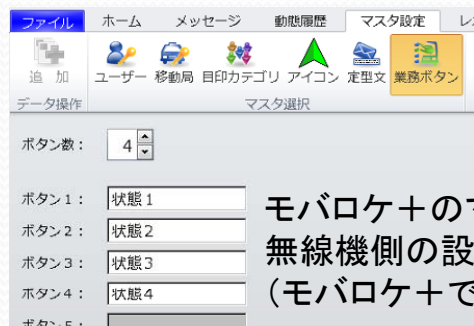 ファイル ホーム メッセージ 動態履歴 マスタ設定
追 加 ユーザー 移動局 目印カテゴリ アイコン 定型文 業務ボタン
データ操作 マスタ選択
ボタン数： 4
ボタン1： 状態1
ボタン2： 状態2
ボタン3： 状態3
ボタン4： 状態4
ボタン5：
モバロケ＋の
無線機側の設
（モバロケ＋で